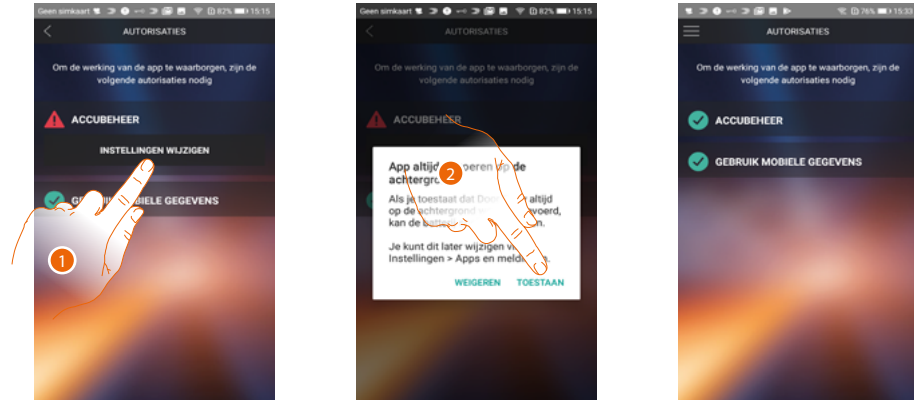 Geen simkaart 82% 15:15
AUTORISATIES
Om de werking van de app te waarborgen, zijn de
volgende autorisaties nodig
ACCUBEHEER
INSTELLINGEN WIJZIGEN
MOBIELE GEGEVENS
1
Geen simkaart 82% 15:15
AUTORISATIES
Om de werking van de app te waarborgen, zijn de
volgende autorisaties nodig
ACCUBEHEER
App altijd op de
2
Als je toestaat dat altijd
op de achtergrond
kan de
Je kunt dit later wijzigen
Instellingen > Apps en
WEIGEREN TOESTAAN
76% 15:33
AUTORISATIES
Om de werking van de app te waarborgen, zijn de
volgende autorisaties nodig
ACCUBEHEER
GEBRUIK MOBIELE GEGEVENS